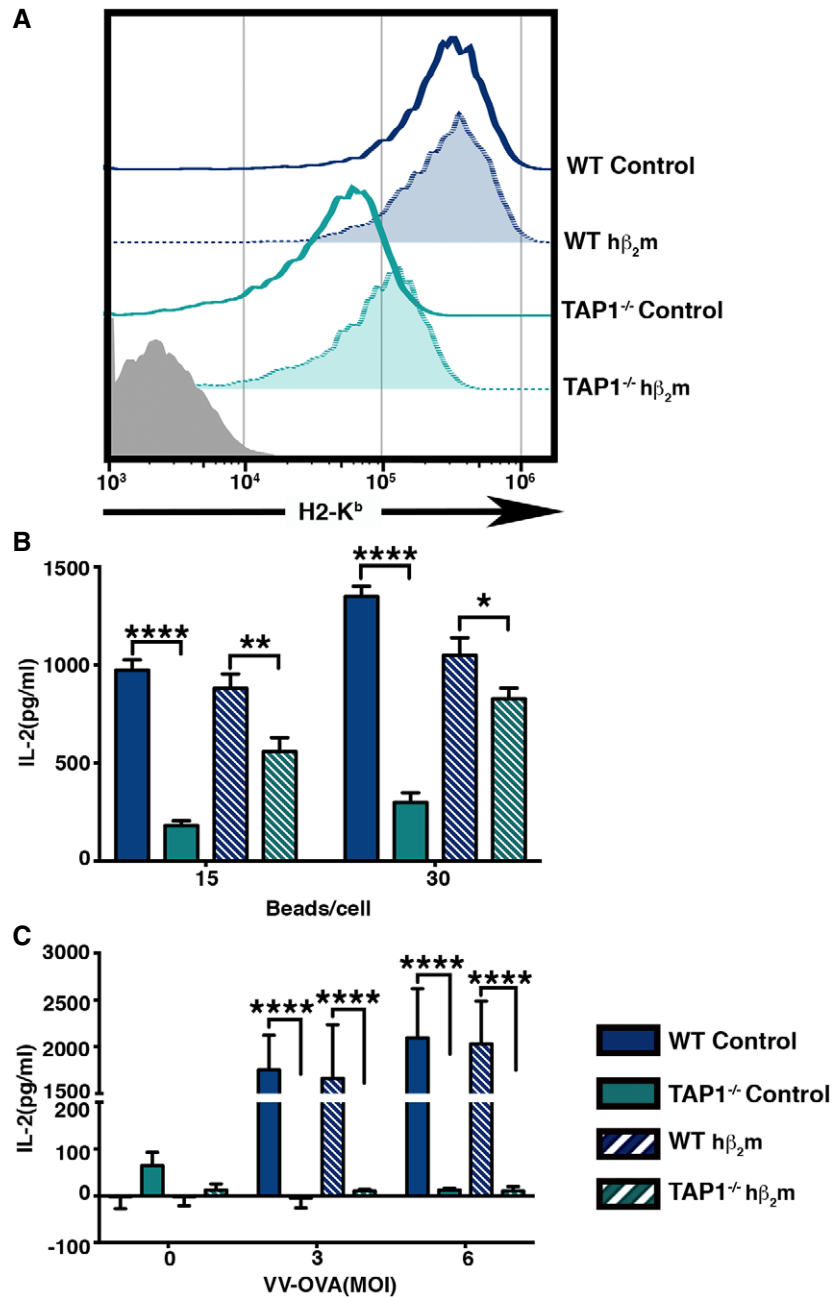 A
WT Control
WT hβ₂m
TAP1⁻/⁻ Control
TAP1⁻/⁻ hβ₂m
10³ 10⁴ 10⁵ 10⁶
H2-Kᵇ
B
IL-2(pg/ml)
1500
1000
500
0
**** ** **** *
15 30
Beads/cell
C
IL-2(pg/ml)
3000
2500
2000
1500
200
100
0
-100
**** **** **** ****
0 3 6
VV-OVA(MOI)
WT Control
TAP1⁻/⁻ Control
WT hβ₂m
TAP1⁻/⁻ hβ₂m